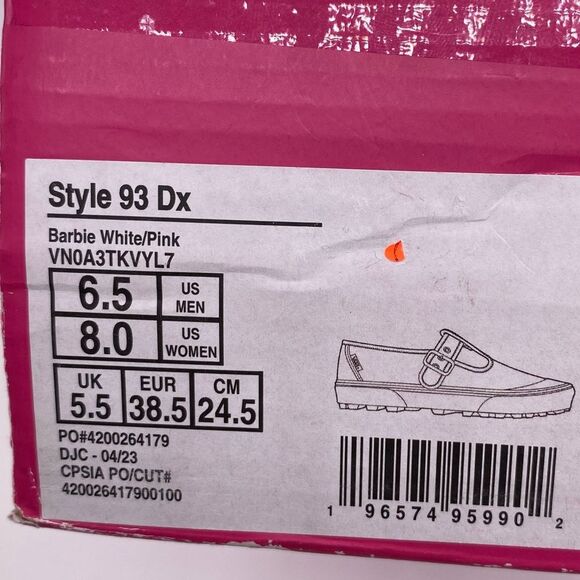 Style 93 Dx
Barbie White/Pink
VN0A3TKVYL7
6.5 US MEN
8.0 US WOMEN
UK 5.5 EUR 38.5 CM 24.5
PO#4200264179
DJC - 04/23
CPSIA PO/CUT#
420026417900100
1 96574 95990 2